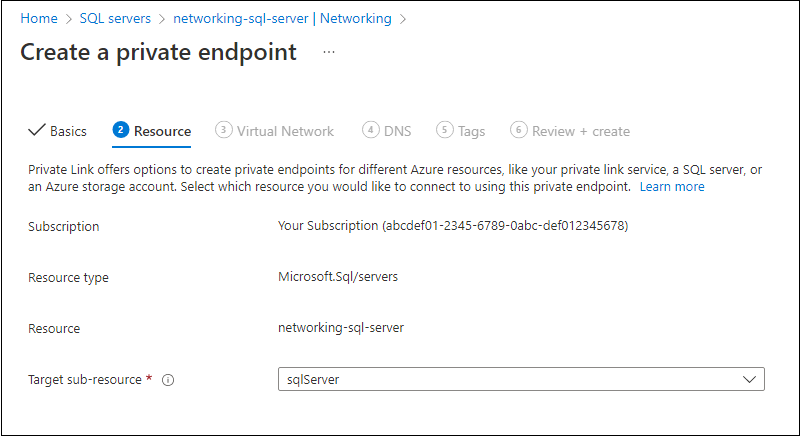 Home > SQL servers > networking-sql-server | Networking >
Create a private endpoint ...
Basics 2 Resource 3 Virtual Network 4 DNS 5 Tags 6 Review + create
Private Link offers options to create private endpoints for different Azure resources, like your private link service, a SQL server, or
an Azure storage account. Select which resource you would like to connect to using this private endpoint. Learn more
Subscription Your Subscription (abcdef01-2345-6789-0abc-def012345678)
Resource type Microsoft.Sql/servers
Resource networking-sql-server
Target sub-resource * i sqlServer